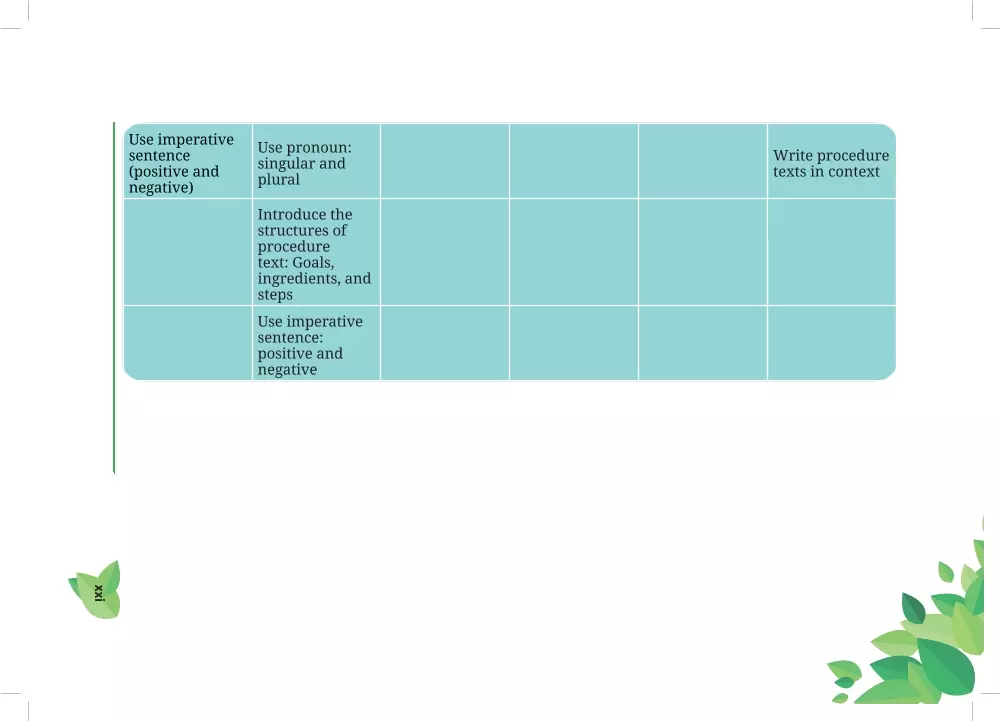 Use imperative
sentence
(positive and
negative)
Use pronoun:
singular and
plural
Write procedure
texts in context
Introduce the
structures of
procedure
text: Goals,
ingredients, and
steps
Use imperative
sentence:
positive and
negative
xxi